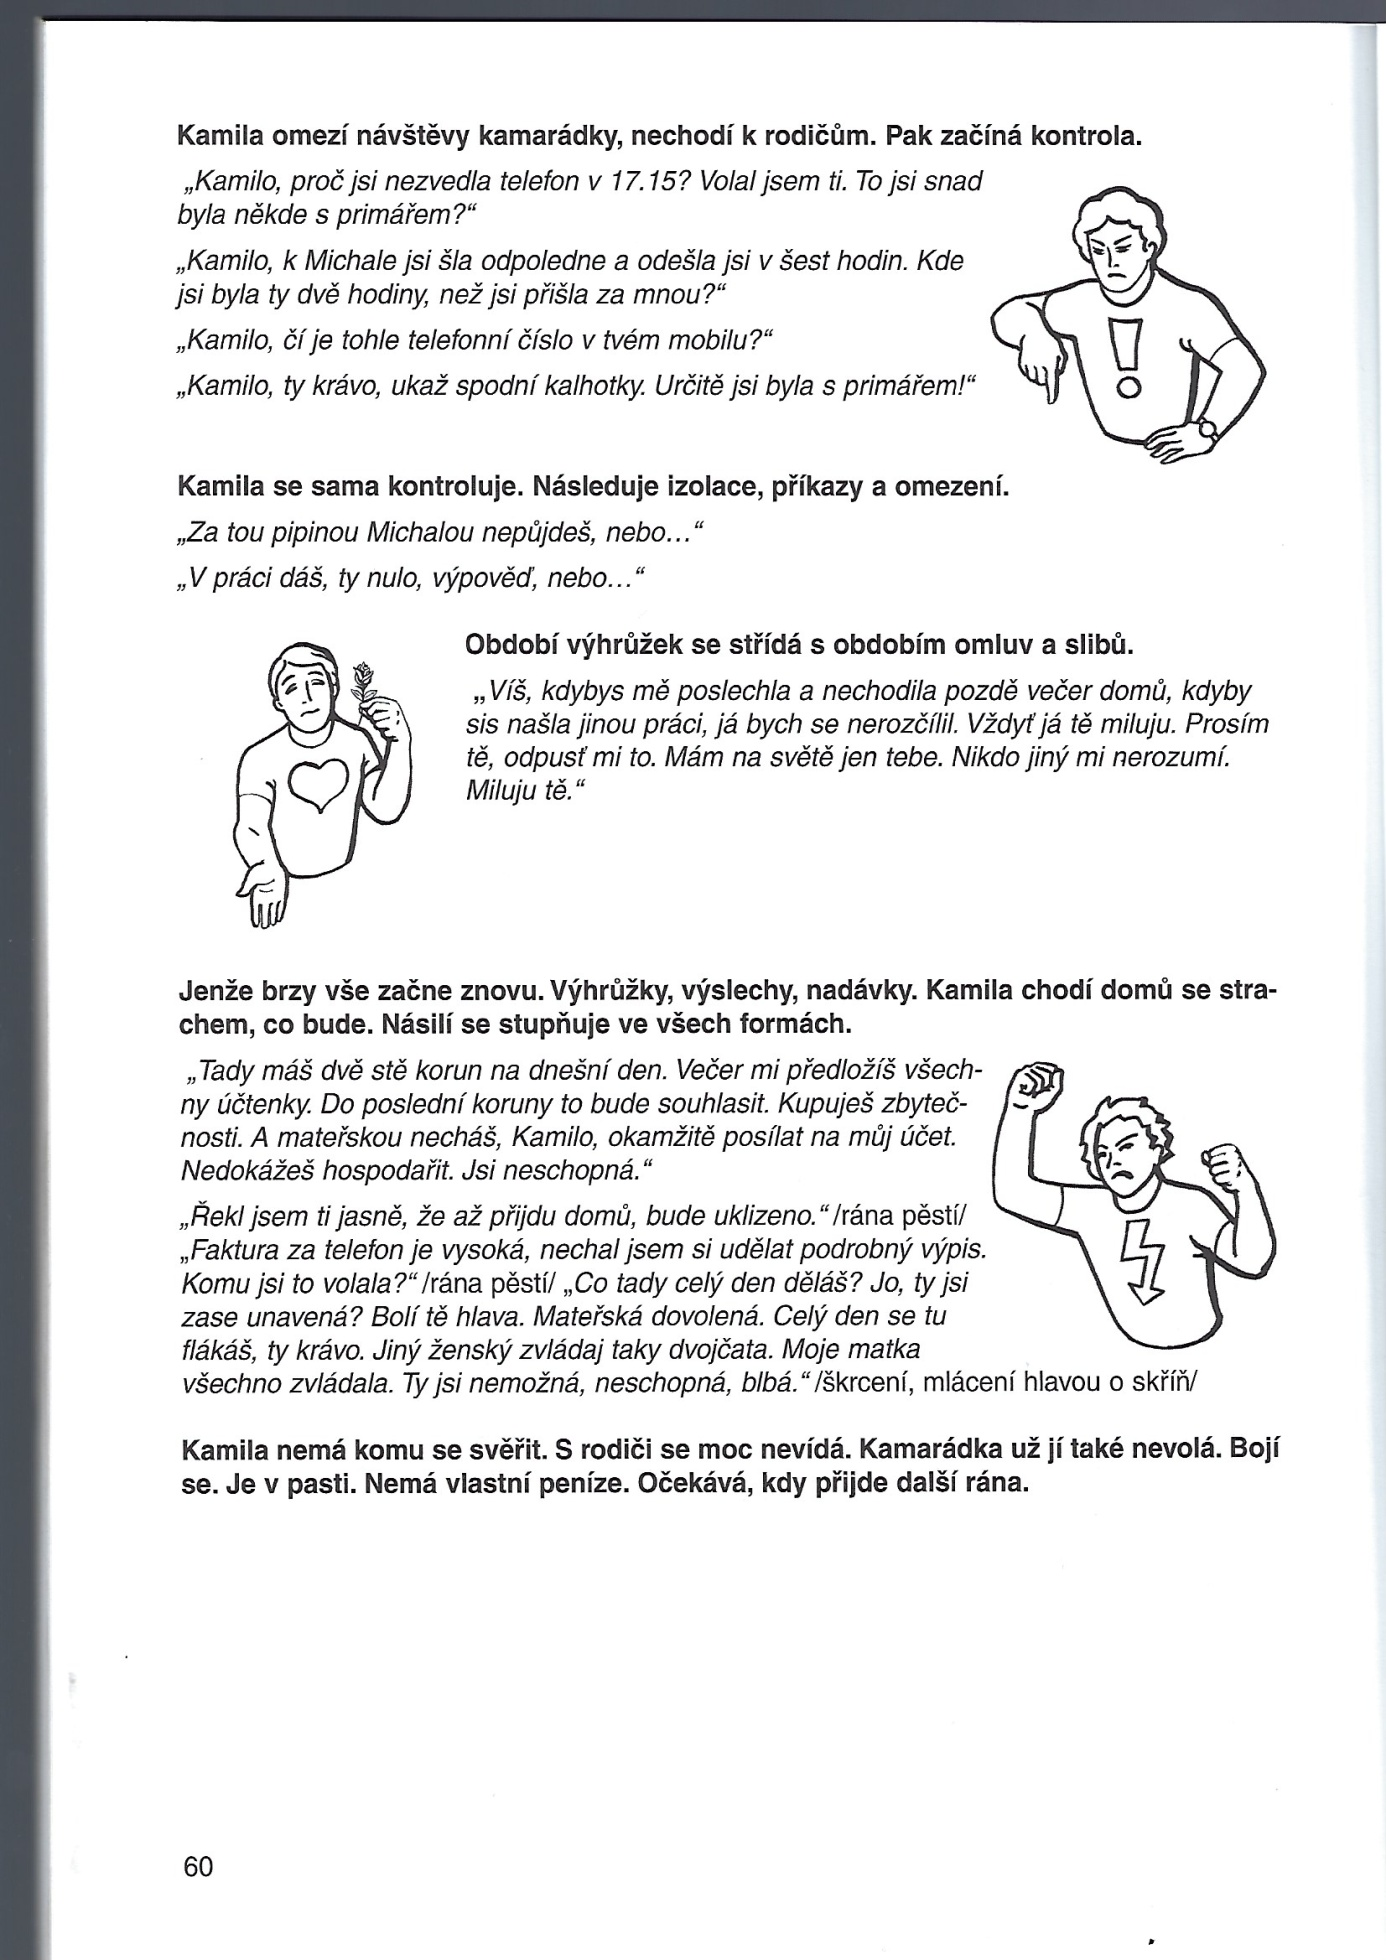 Kamila omezí návštěvy kamarádky, nechodí k rodičům. Pak začíná kontrola.
„Kamilo, proč jsi nezvedla telefon v 17.15? Volal jsem ti. To jsi snad
byla někde s primářem?“
„Kamilo, k Michale jsi šla odpoledne a odešla jsi v šest hodin. Kde
jsi byla ty dvě hodiny, než jsi přišla za mnou?“
„Kamilo, čí je tohle telefonní číslo v tvém mobilu?“
„Kamilo, ty krávo, ukaž spodní kalhotky. Určitě jsi byla s primářem!“
Kamila se sama kontroluje. Následuje izolace, příkazy a omezení.
„Za tou pipinou Michalou nepůjdeš, nebo...“
„V práci dáš, ty nulo, výpověď, nebo...“
Období výhrůžek se střídá s obdobím omluv a slibů.
„Víš, kdybys mě poslechla a nechodila pozdě večer domů, kdyby
sis našla jinou práci, já bych se nerozčílil. Vždyť já tě miluju. Prosím
tě, odpusť mi to. Mám na světě jen tebe. Nikdo jiný mi nerozumí.
Miluju tě.“
Jenže brzy vše začne znovu. Výhrůžky, výslechy, nadávky. Kamila chodí domů se stra-
chem, co bude. Násilí se stupňuje ve všech formách.
„Tady máš dvě stě korun na dnešní den. Večer mi předložíš všech-
ny účtenky. Do poslední koruny to bude souhlasit. Kupuješ zbyteč-
nosti. A mateřskou necháš, Kamilo, okamžitě posílat na můj účet.
Nedokážeš hospodařit. Jsi neschopná.“
„Řekl jsem ti jasně, že až přijdu domů, bude uklizeno.“ /rána pěstí/
„Faktura za telefon je vysoká, nechal jsem si udělat podrobný výpis.
Komu jsi to volala?“ /rána pěstí/ „Co tady celý den děláš? Jo, ty jsi
zase unavená? Bolí tě hlava. Mateřská dovolená. Celý den se tu
flákáš, ty krávo. Jiný ženský zvládaj taky dvojčata. Moje matka
všechno zvládala. Ty jsi nemožná, neschopná, blbá.“ /škrcení, mlácení hlavou o skříň/
Kamila nemá komu se svěřit. S rodiči se moc nevídá. Kamarádka už jí také nevolá. Bojí
se. Je v pasti. Nemá vlastní peníze. Očekává, kdy přijde další rána.
60